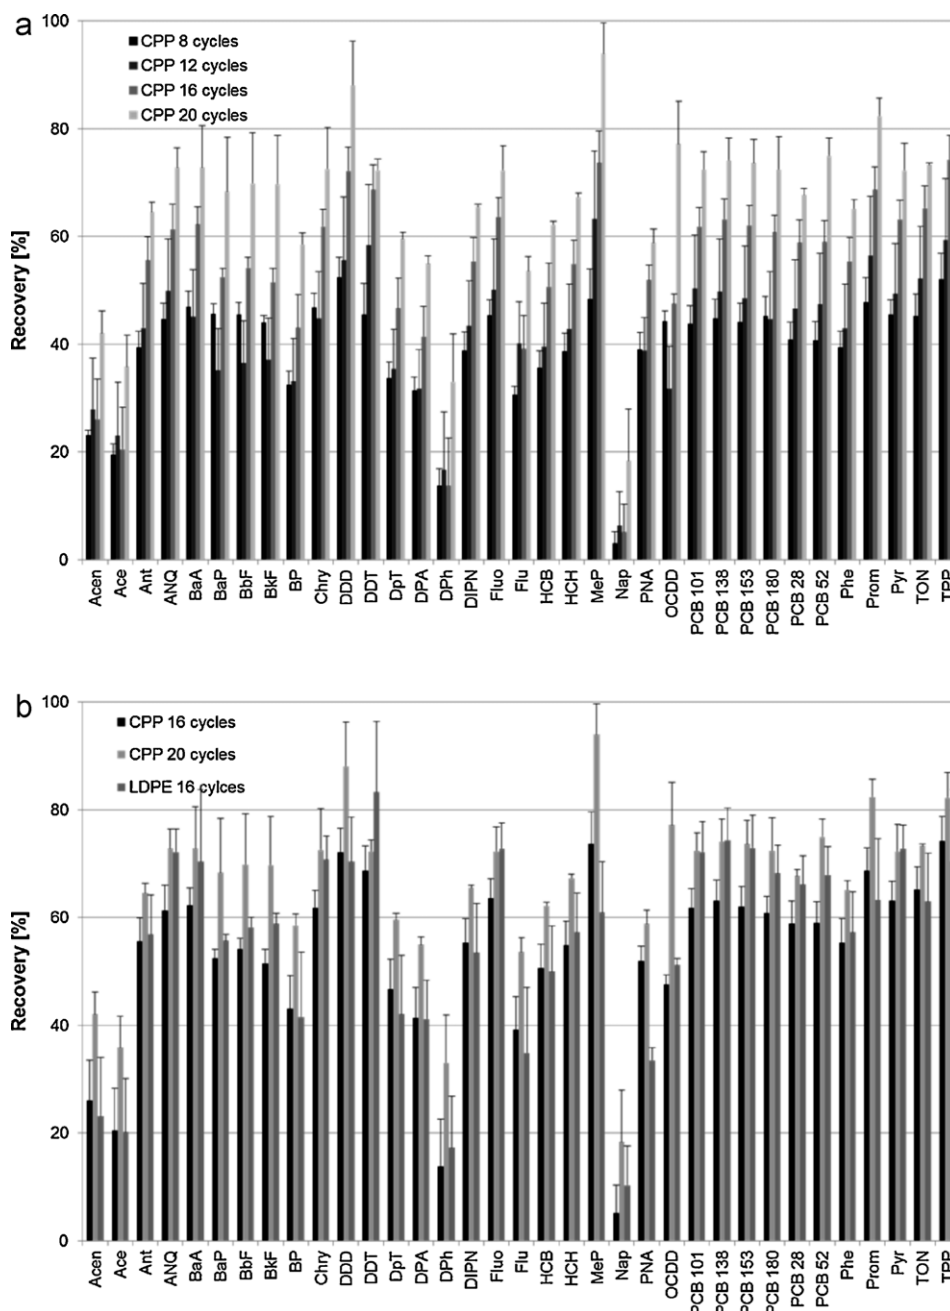 a
100
CPP 8 cycles
CPP 12 cycles
CPP 16 cycles
CPP 20 cycles
80
60
40
20
0
Recovery [%]
Acen
Ace
Ant
ANQ
BaA
BaP
BbF
BkF
BP
Chry
DDD
DDT
DpT
DPA
DPh
DIPN
Fluo
Flu
HCB
HCH
MeP
Nap
PNA
OCDD
PCB 101
PCB 138
PCB 153
PCB 180
PCB 28
PCB 52
Phe
Prom
Pyr
TON
TPP
b
100
CPP 16 cycles
CPP 20 cycles
LDPE 16 cylces
80
60
40
20
0
Recovery [%]
Acen
Ace
Ant
ANQ
BaA
BaP
BbF
BkF
BP
Chry
DDD
DDT
DpT
DPA
DPh
DIPN
Fluo
Flu
HCB
HCH
MeP
Nap
PNA
OCDD
PCB 101
PCB 138
PCB 153
PCB 180
PCB 28
PCB 52
Phe
Prom
Pyr
TON
TPP